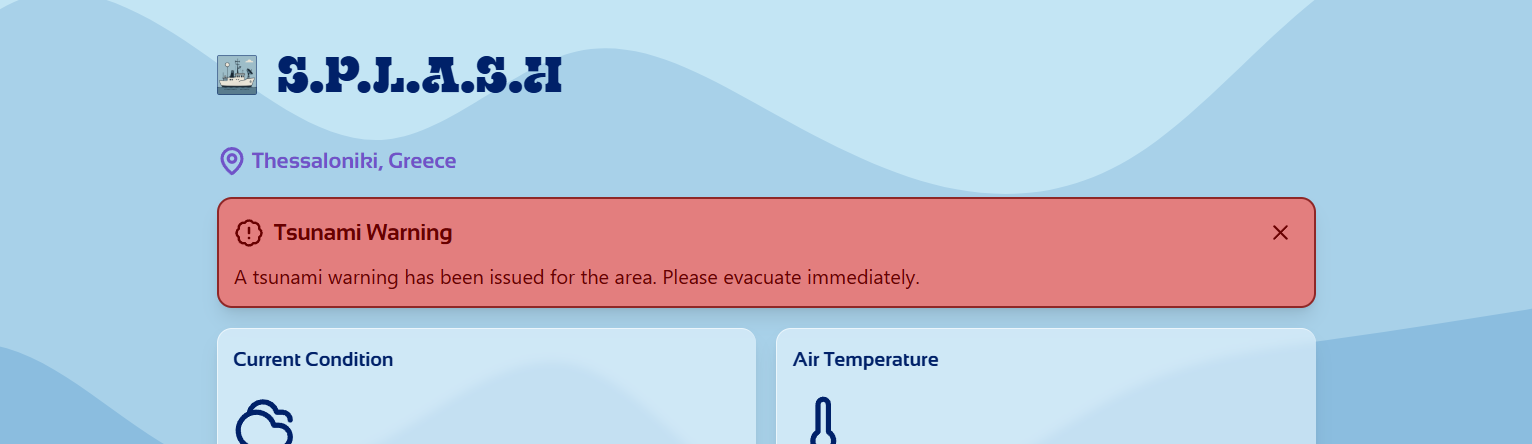 S.P.L.A.S.H
Thessaloniki, Greece
Tsunami Warning
A tsunami warning has been issued for the area. Please evacuate immediately.
Current Condition
Air Temperature